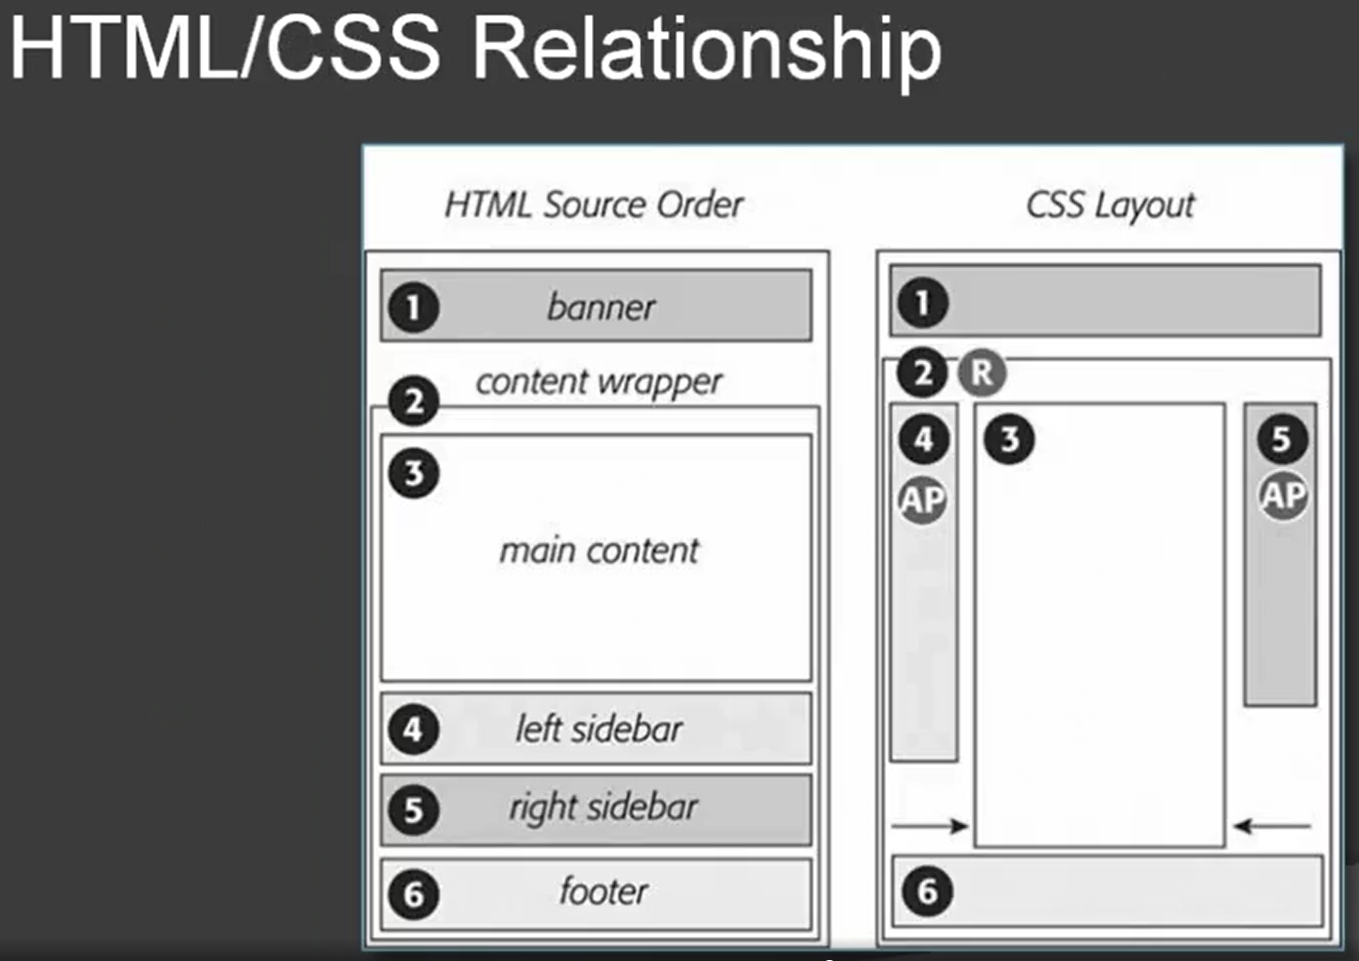 HTML/CSS Relationship
HTML Source Order
1 banner
2 content wrapper
3
main content
4 left sidebar
5 right sidebar
6 footer
CSS Layout
1
2 R
4 3 5
AP AP
6